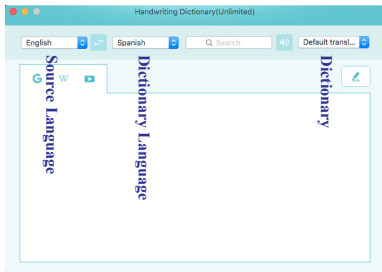 Handwriting Dictionary(Unlimited)
English
Spanish
Search
Default transl...
G W
Source Language
Dictionary Language
Dictionary